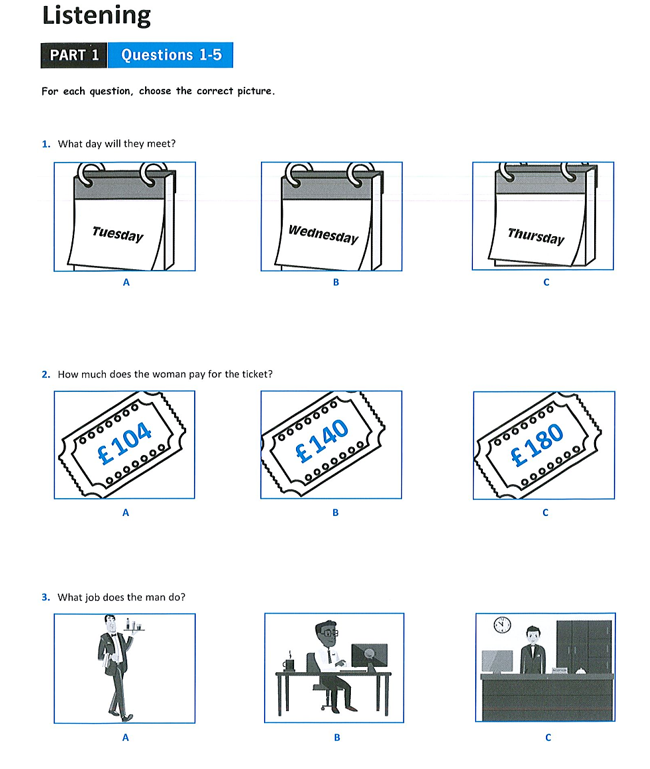 Listening
PART 1 Questions 1-5
For each question, choose the correct picture.
1. What day will they meet?
Tuesday
Wednesday
Thursday
A
B
C
2. How much does the woman pay for the ticket?
£104
£140
£180
A
B
C
3. What job does the man do?
A
B
C